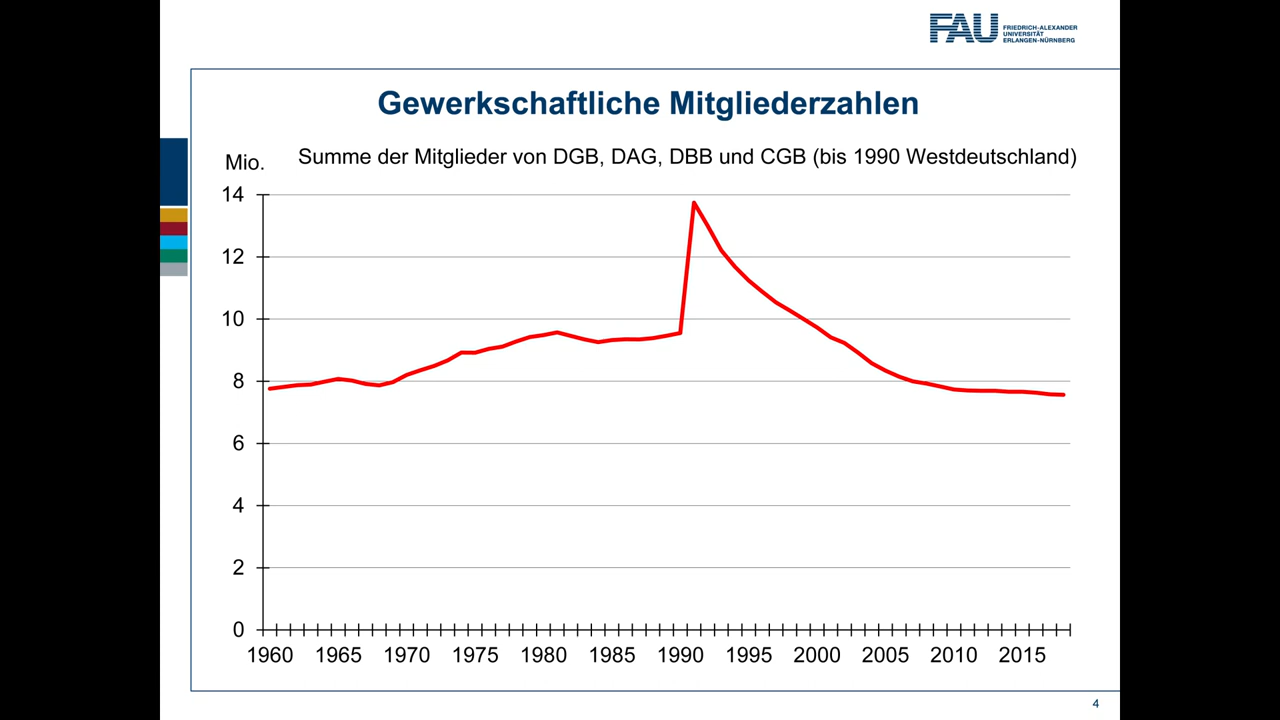 FAU
FRIEDRICH-ALEXANDER
UNIVERSITÄT
ERLANGEN-NÜRNBERG
Gewerkschaftliche Mitgliederzahlen
Mio.
Summe der Mitglieder von DGB, DAG, DBB und CGB (bis 1990 Westdeutschland)
14
12
10
8
6
4
2
0
1960 1965 1970 1975 1980 1985 1990 1995 2000 2005 2010 2015
4